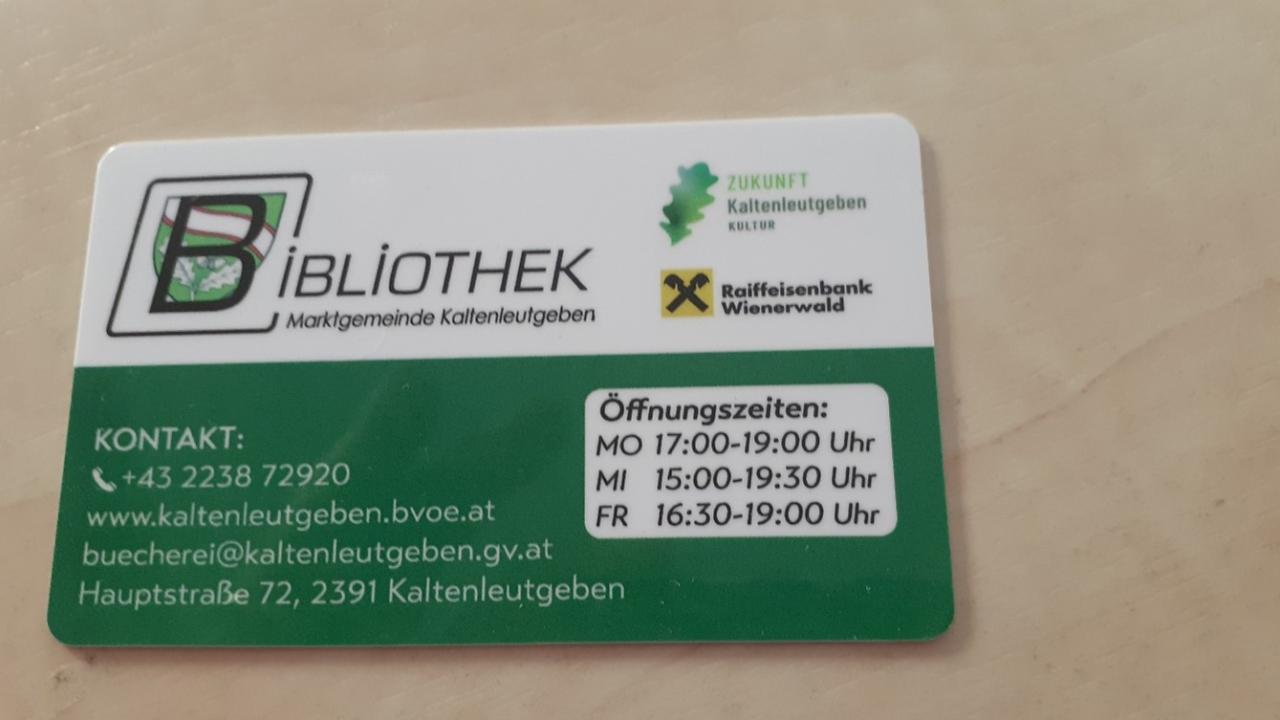 BiBLiOTHEK
Marktgemeinde Kaltenleutgeben
ZUKUNFT
Kaltenleutgeben
KULTUR
Raiffeisenbank
Wienerwald
KONTAKT:
+43 2238 72920
www.kaltenleutgeben.bvoe.at
buecherei@kaltenleutgeben.gv.at
Hauptstraße 72, 2391 Kaltenleutgeben
Öffnungszeiten:
MO 17:00-19:00 Uhr
MI 15:00-19:30 Uhr
FR 16:30-19:00 Uhr